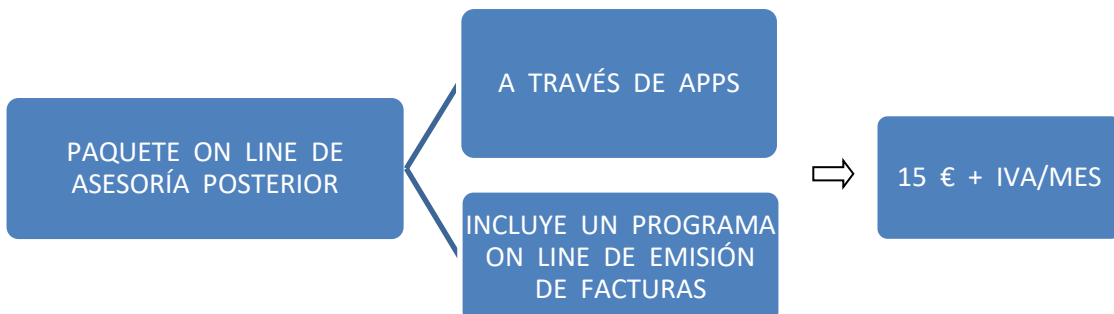 PAQUETE ON LINE DE
ASESORÍA POSTERIOR
A TRAVÉS DE APPS
INCLUYE UN PROGRAMA
ON LINE DE EMISIÓN
DE FACTURAS
15 € + IVA/MES